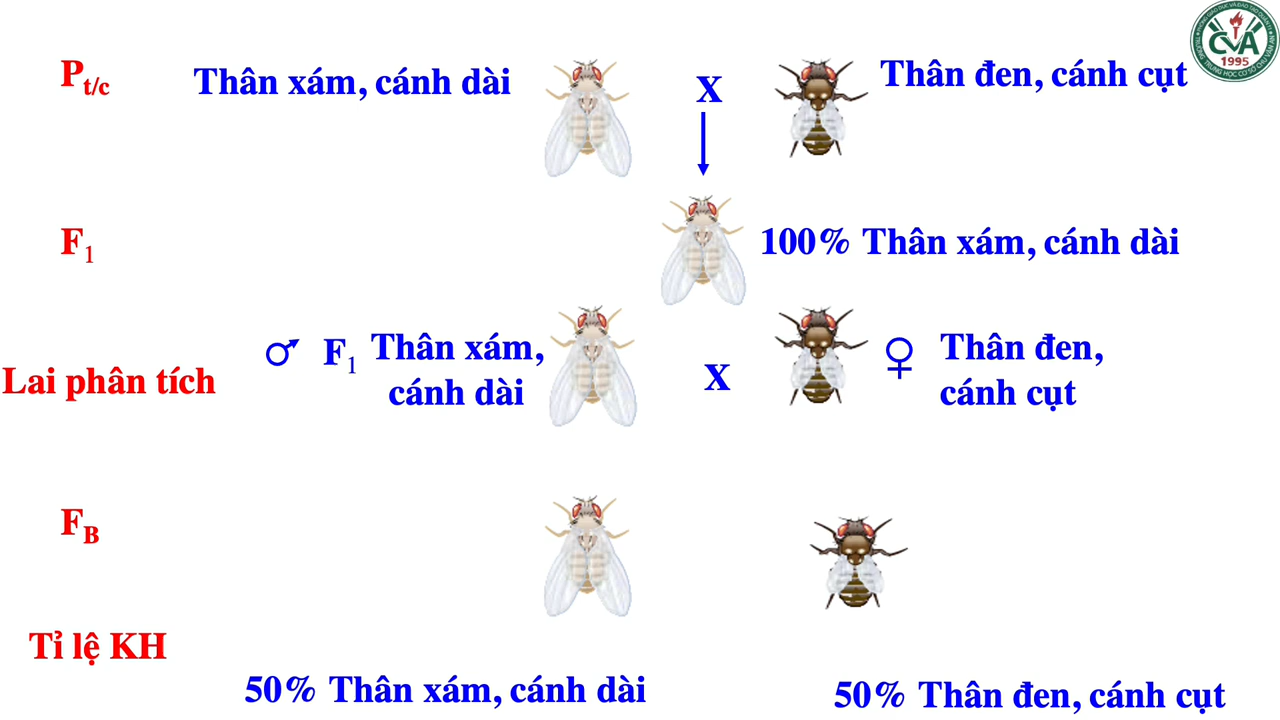 P t/c Thân xám, cánh dài X Thân đen, cánh cụt
F1 100% Thân xám, cánh dài
♂ F1 Thân xám, cánh dài X ♀ Thân đen, cánh cụt
Lai phân tích
FB
Tỉ lệ KH
50% Thân xám, cánh dài 50% Thân đen, cánh cụt
CVA
1995